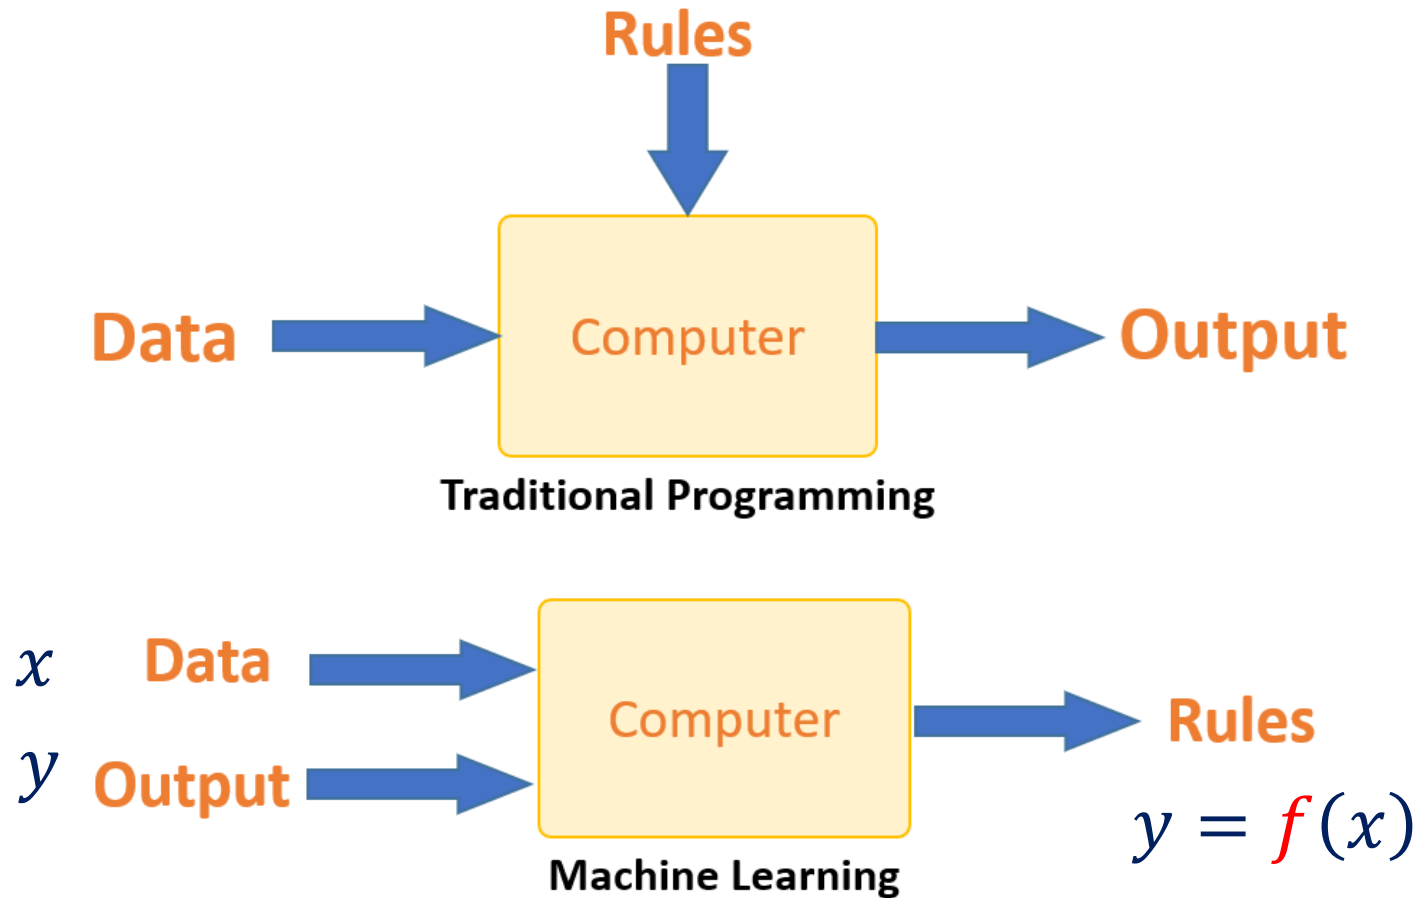 Rules
Data
Computer
Output
Traditional Programming
x
Data
y
Output
Computer
Rules
y = f(x)
Machine Learning